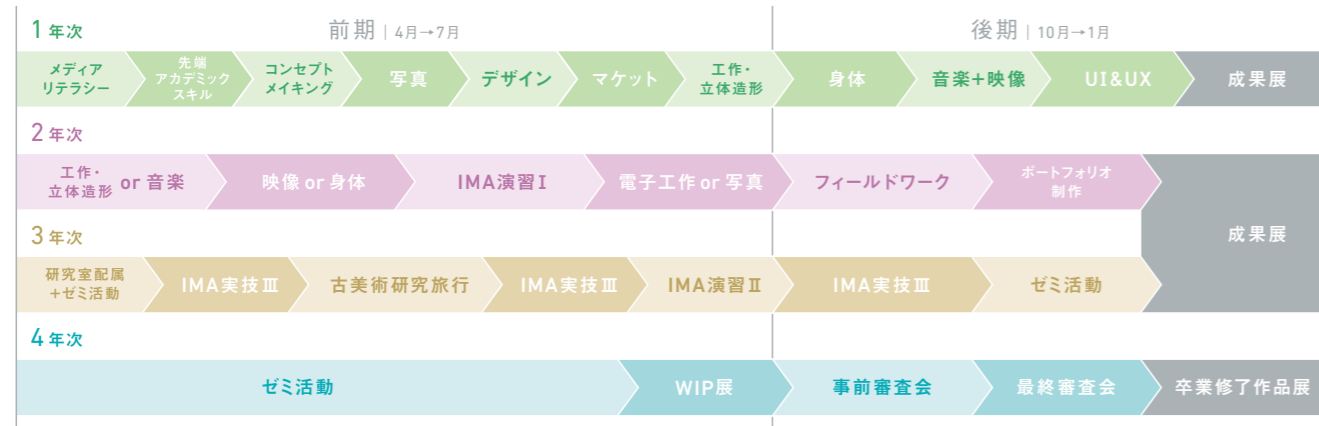 1年次
前期|4月→7月
後期|10月→1月
メディア
リテラシー
先端
アカデミック
スキル
コンセプト
メイキング
写真
デザイン
マケット
工作・
立体造形
身体
音楽+映像
UI&UX
成果展
2年次
工作・
立体造形 or 音楽
映像 or 身体
IMA演習Ⅰ
電子工作 or 写真
フィールドワーク
ポートフォリオ
制作
成果展
3年次
研究室配属
+ゼミ活動
IMA実技Ⅲ
古美術研究旅行
IMA実技Ⅲ
IMA演習Ⅱ
IMA実技Ⅲ
ゼミ活動
4年次
ゼミ活動
WIP展
事前審査会
最終審査会
卒業修了作品展